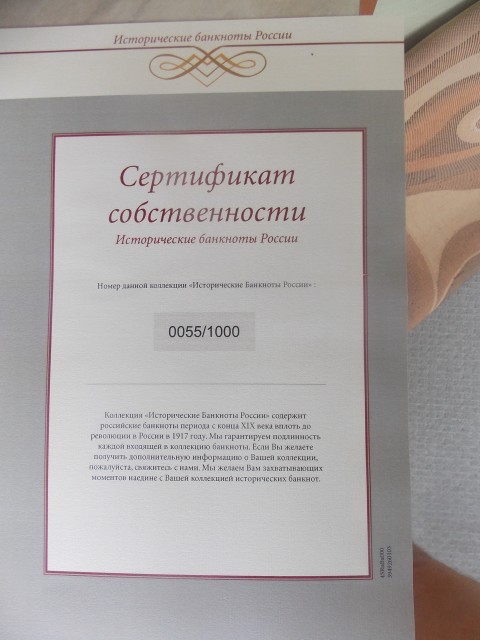 Исторические банкноты России
Сертификат
собственности
Исторические банкноты России
Номер данной коллекции «Исторические Банкноты России» :
0055/1000
Коллекция «Исторические Банкноты России» содержит
российские банкноты периода с конца XIX века вплоть до
революции в России в 1917 году. Мы гарантируем подлинность
каждой входящей в коллекцию банкноты. Если Вы желаете
получить дополнительную информацию о Вашей коллекции,
пожалуйста, свяжитесь с нами. Мы желаем Вам захватывающих
моментов наедине с Вашей коллекцией исторических банкнот.